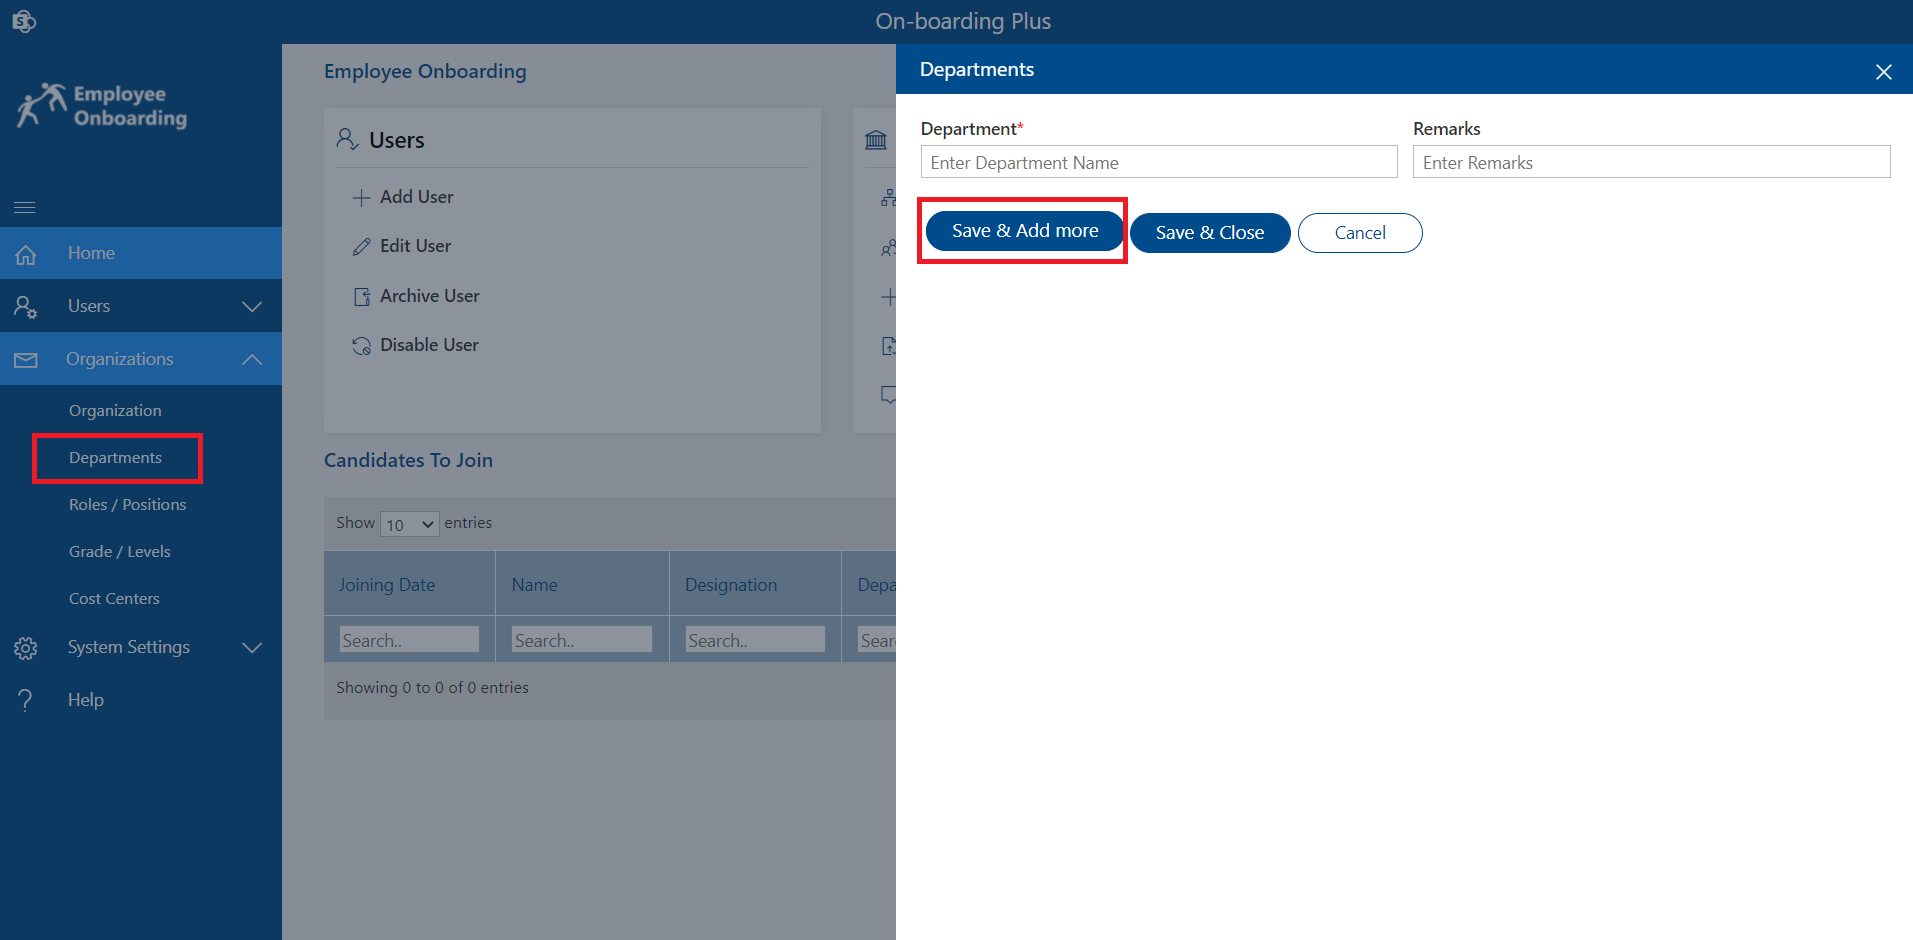 On-boarding Plus
Employee
Onboarding
Home
Users
Organizations
Organization
Departments
Roles / Positions
Grade / Levels
Cost Centers
System Settings
Help
Employee Onboarding
Users
Add User
Edit User
Archive User
Disable User
Candidates To Join
Show 10 entries
Joining Date Name Designation Depa
Search.. Search.. Search.. Sear
Showing 0 to 0 of 0 entries
Departments
Department* Remarks
Enter Department Name Enter Remarks
Save & Add more Save & Close Cancel